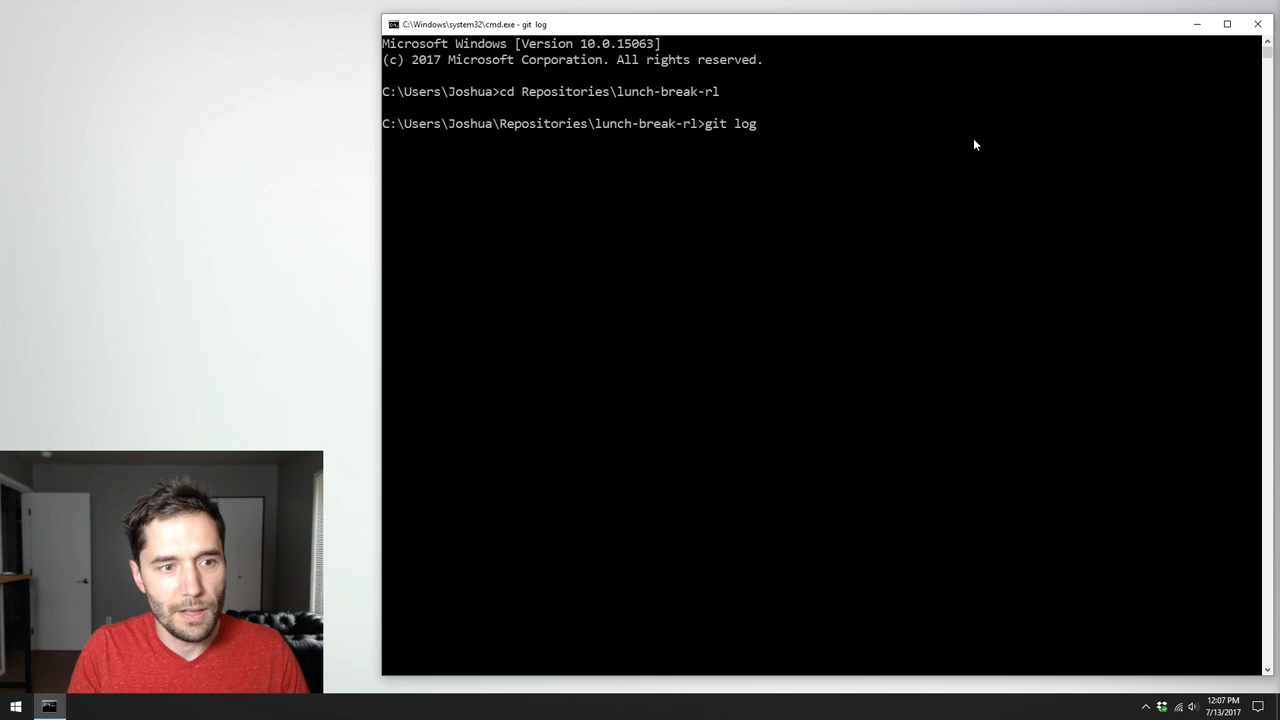 C:\Windows\system32\cmd.exe - git log
Microsoft Windows [Version 10.0.15063]
(c) 2017 Microsoft Corporation. All rights reserved.
C:\Users\Joshua>cd Repositories\lunch-break-rl
C:\Users\Joshua\Repositories\lunch-break-rl>git log
12:07 PM
7/13/2017